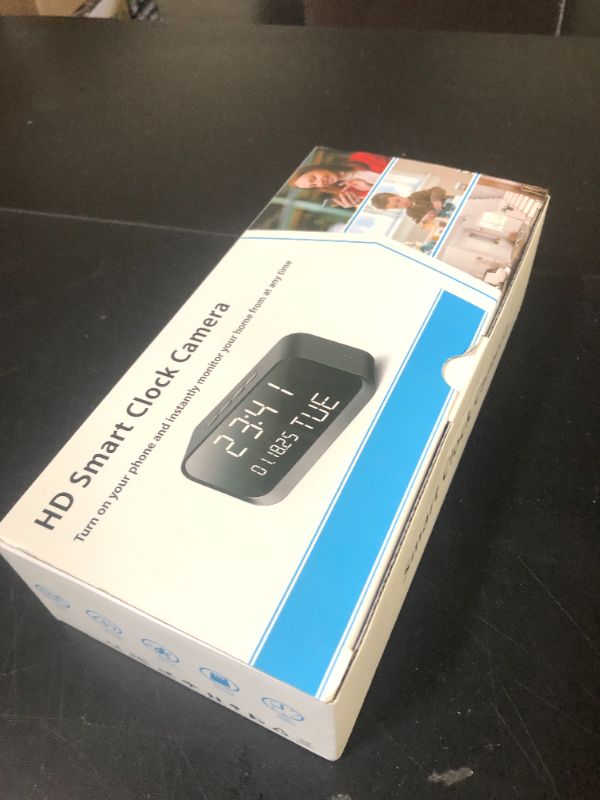 HD Smart Clock Camera
Turn on your phone and instantly monitor your home from at any time
23:41
01.18.25 TUE